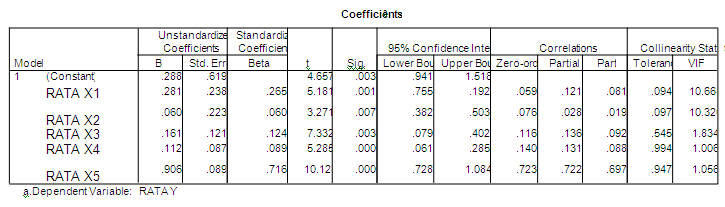 Coefficiènts
Unstandardize Standardiz
Coefficients Coefficien 95% Confidence Inte Correlations Collinearity Stat
Model B Std. Err Beta t Sig. Lower Bou Upper Bou Zero-ord Partial Part Toleran VIF
1 (Constant) .288 .619 4.657 .003 .941 1.518
RATA X1 .281 .238 .265 5.181 .001 .755 .192 .059 .121 .081 .094 10.66
RATA X2 .060 .223 .060 3.271 .007 .382 .503 .076 .028 .019 .097 10.32
RATA X3 .161 .121 .124 7.332 .003 .079 .402 .116 .136 .092 .545 1.834
RATA X4 .112 .087 .089 5.286 .000 .061 .285 .140 .131 .088 .994 1.006
RATA X5 .906 .089 .716 10.12 .000 .728 1.084 .723 .722 .697 .947 1.056
a.Dependent Variable: RATAY